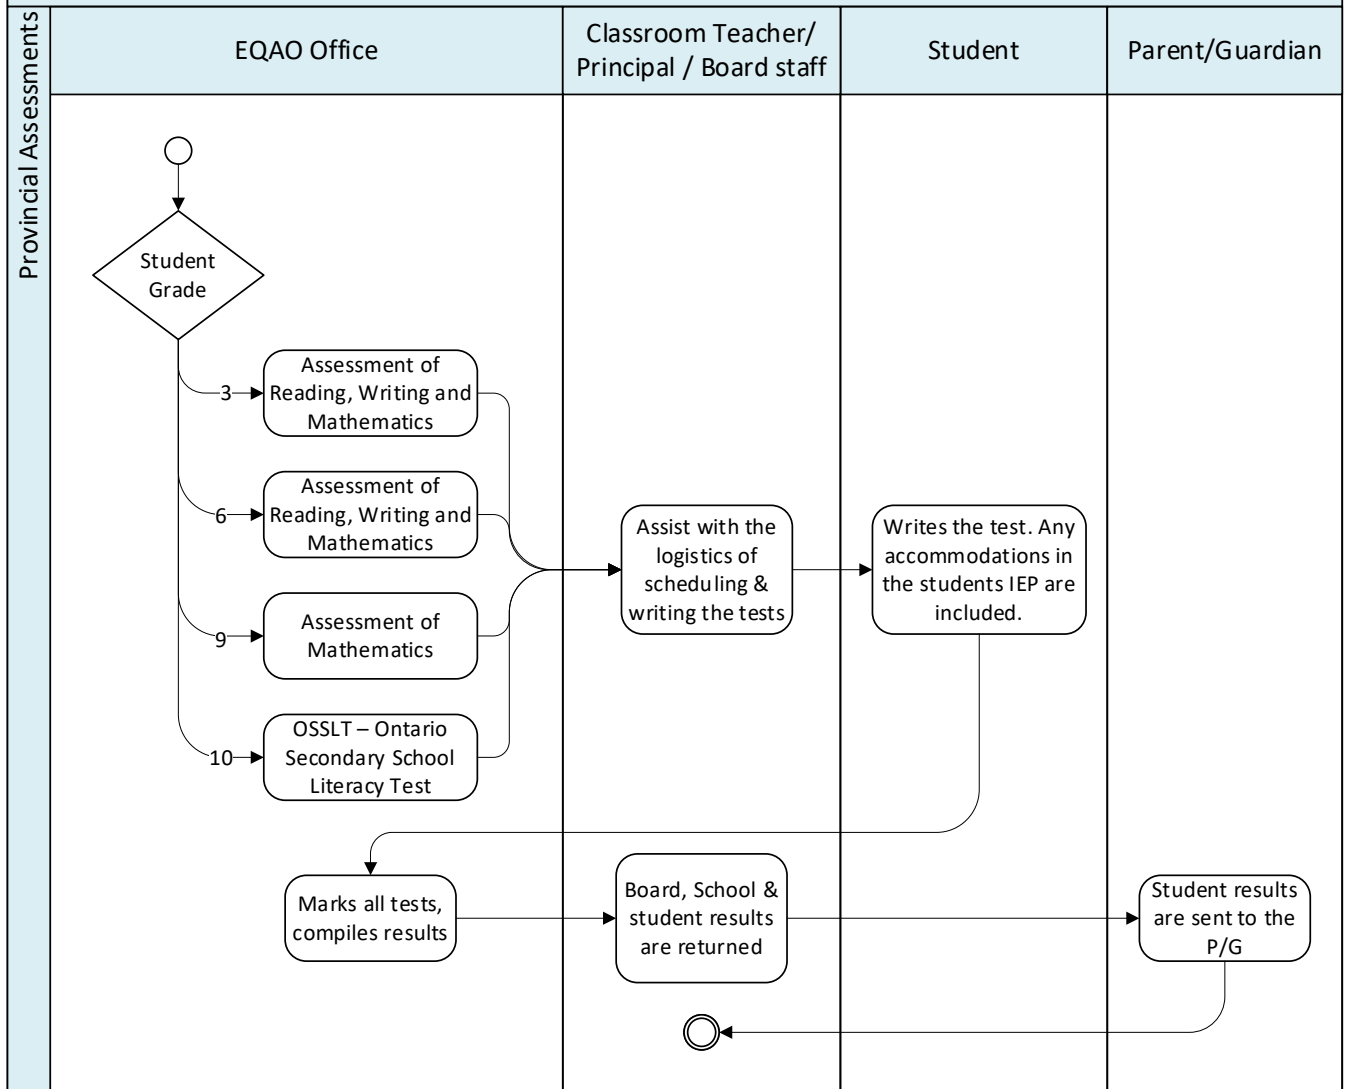 Provincial Assessments
EQAO Office
Classroom Teacher/
Principal / Board staff
Student
Parent/Guardian
Student
Grade
3
Assessment of
Reading, Writing and
Mathematics
6
Assessment of
Reading, Writing and
Mathematics
9
Assessment of
Mathematics
10
OSSLT – Ontario
Secondary School
Literacy Test
Assist with the
logistics of
scheduling &
writing the tests
Writes the test. Any
accommodations in
the students IEP are
included.
Marks all tests,
compiles results
Board, School &
student results
are returned
Student results
are sent to the
P/G